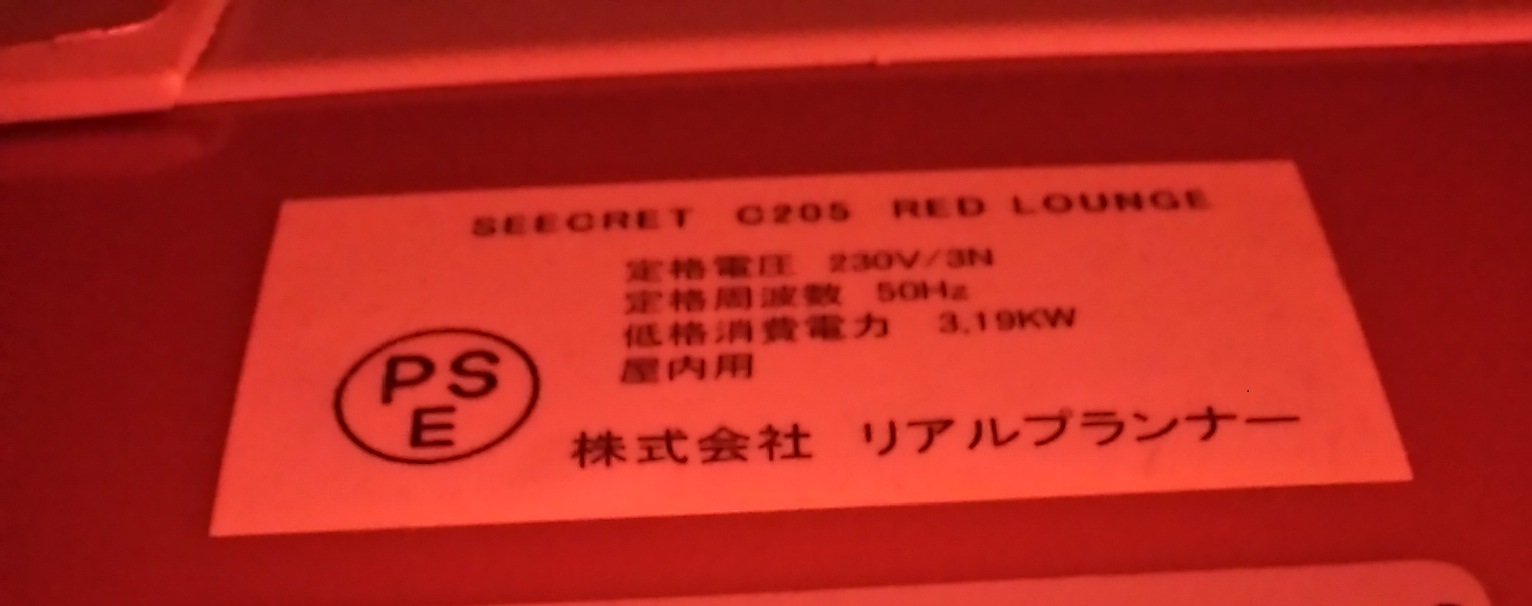 SEECRET C205 RED LOUNGE
定格電圧 230V/3N
定格周波数 50Hz
低格消費電力 3.19KW
屋内用
PS
E
株式会社 リアルプランナー